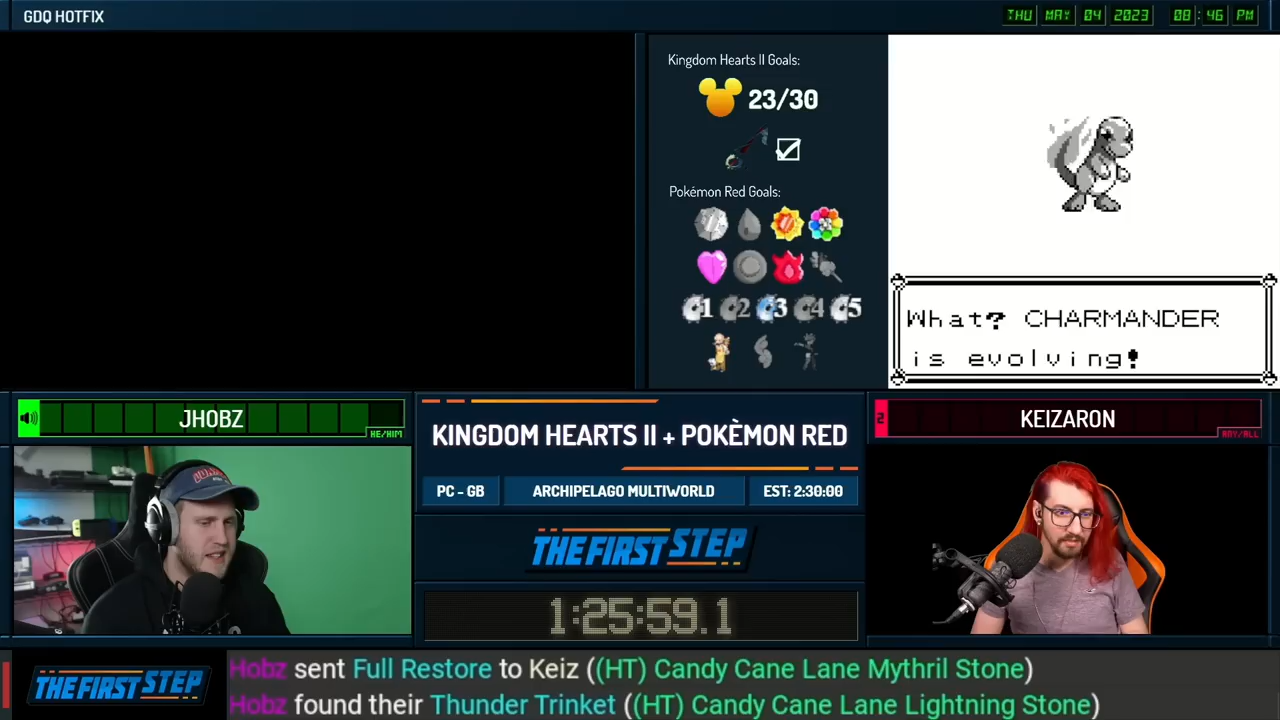 GDQ HOTFIX
THU MAY 04 2023 08:46 PM
Kingdom Hearts II Goals:
23/30
Pokémon Red Goals:
1 2 3 4 5
What? CHARMANDER
is evolving!
JHOBZ
HE/HIM
KINGDOM HEARTS II + POKÈMON RED
PC - GB
ARCHIPELAGO MULTIWORLD
EST: 2:30:00
THE FIRST STEP
1:25:59.1
2
KEIZARON
ANY/ALL
THE FIRST STEP
Hobz sent Full Restore to Keiz ((HT) Candy Cane Lane Mythril Stone)
Hobz found their Thunder Trinket ((HT) Candy Cane Lane Lightning Stone)